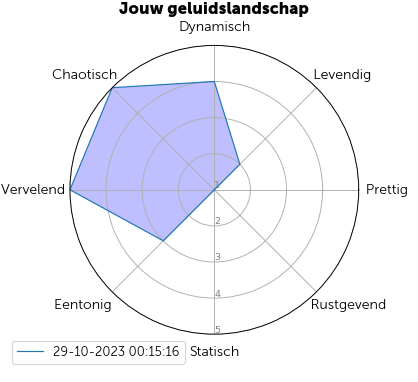 Jouw geluidslandschap
Dynamisch
Chaotisch
Levendig
Vervelend
Prettig
1
2
3
4
5
Eentonig
Rustgevend
29-10-2023 00:15:16
Statisch